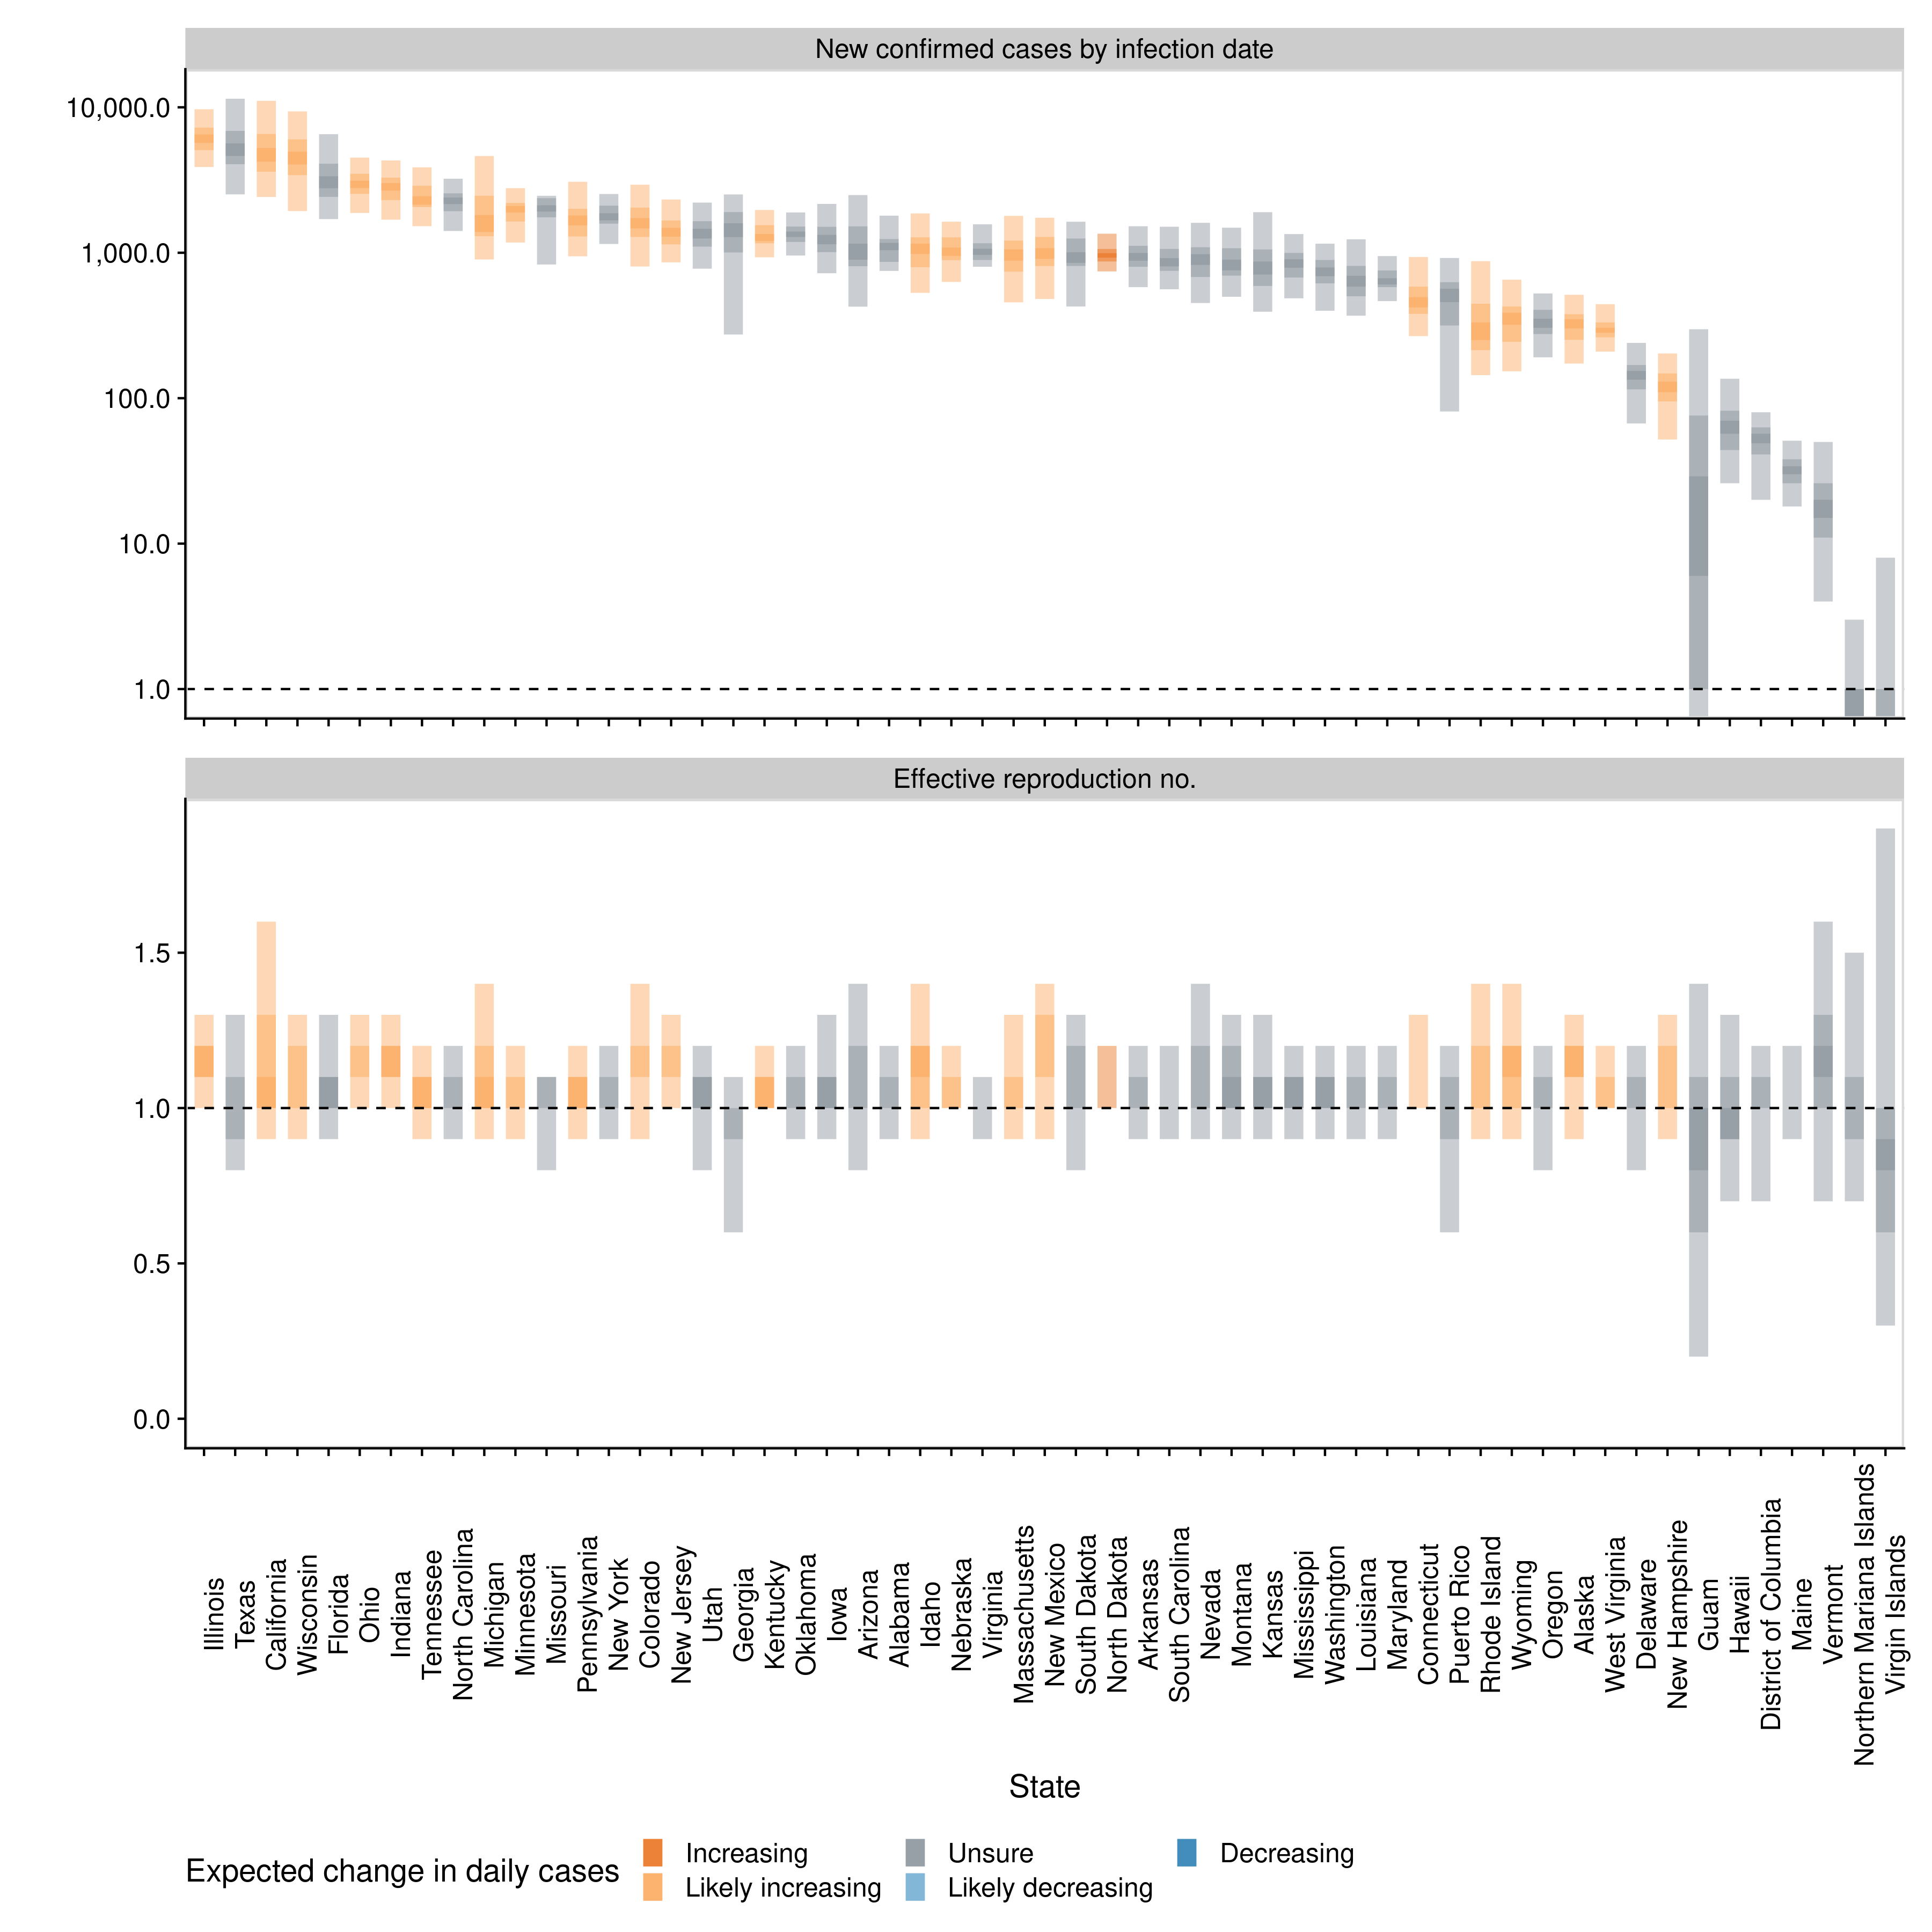 New confirmed cases by infection date
10,000.0
1,000.0
100.0
10.0
1.0
Effective reproduction no.
1.5
1.0
0.5
0.0
Illinois
Texas
California
Wisconsin
Florida
Ohio
Indiana
Tennessee
North Carolina
Michigan
Minnesota
Missouri
Pennsylvania
New York
Colorado
New Jersey
Utah
Georgia
Kentucky
Oklahoma
Iowa
Arizona
Alabama
Idaho
Nebraska
Virginia
Massachusetts
New Mexico
South Dakota
North Dakota
Arkansas
South Carolina
Nevada
Montana
Kansas
Mississippi
Washington
Louisiana
Maryland
Connecticut
Puerto Rico
Rhode Island
Wyoming
Oregon
Alaska
West Virginia
Delaware
New Hampshire
Guam
Hawaii
District of Columbia
Maine
Vermont
Northern Mariana Islands
Virgin Islands
State
Expected change in daily cases
Increasing
Likely increasing
Unsure
Likely decreasing
Decreasing